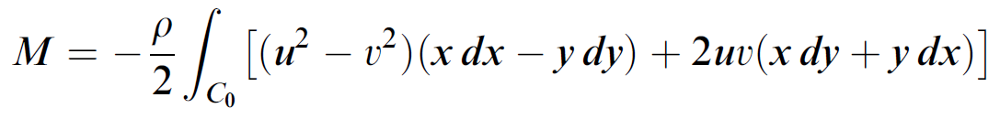 M = −ρ/2 ∫_{C₀} [(u² − v²)(x dx − y dy) + 2uv(x dy + y dx)]